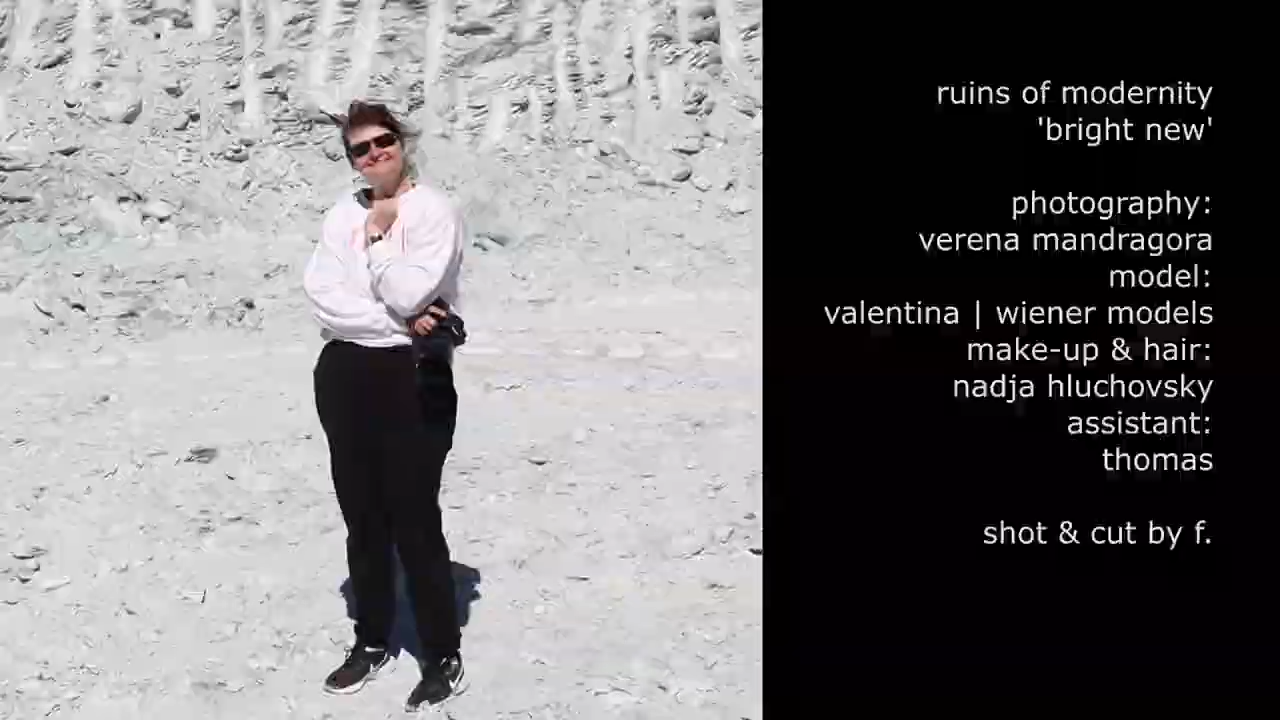 ruins of modernity
'bright new'
photography:
verena mandragora
model:
valentina | wiener models
make-up & hair:
nadja hluchovsky
assistant:
thomas
shot & cut by f.